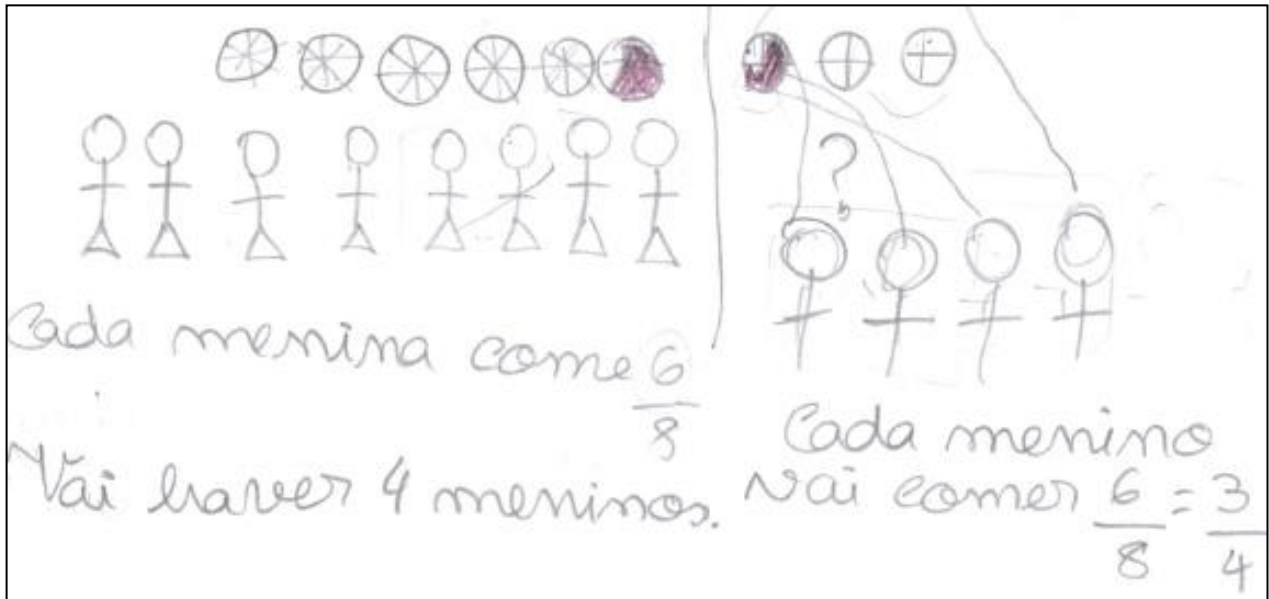 ?
Cada menina come 6/8
Vai haver 4 meninos.
Cada menino
vai comer 6/8 = 3/4